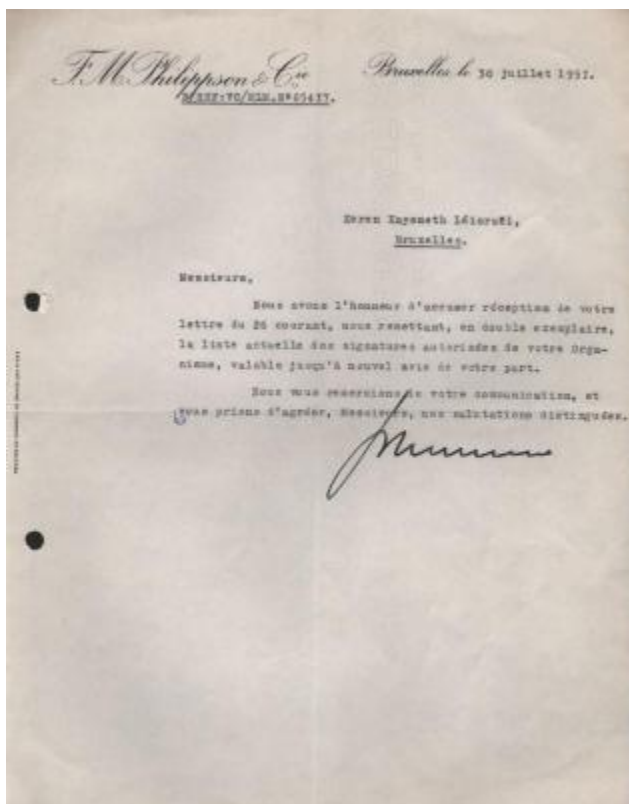 F. M. Philippson & Cie
Bruxelles le 30 juillet 1957.
Keren Kayemeth Léisraël,
Bruxelles.
Messieurs,
Nous avons l'honneur d'accuser réception de votre
lettre du 26 courant, nous remettant, en double exemplaire,
la liste actuelle des signatures autorisées de votre Orga-
nisme, valable jusqu'à nouvel avis de votre part.
Nous vous remercions de votre communication, et
vous prions d'agréer, Messieurs, nos salutations distinguées.